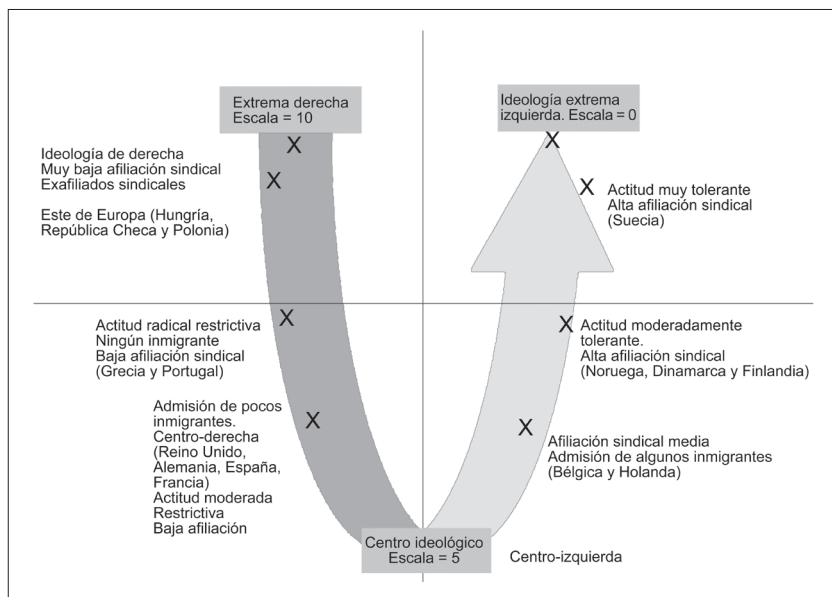 Extrema derecha
Escala = 10
Ideología extrema
izquierda. Escala = 0
X
X
Ideología de derecha
Muy baja afiliación sindical
Exafiliados sindicales
Este de Europa (Hungría,
República Checa y Polonia)
X
X
Actitud muy tolerante
Alta afiliación sindical
(Suecia)
X
Actitud radical restrictiva
Ningún inmigrante
Baja afiliación sindical
(Grecia y Portugal)
X
Actitud moderadamente
tolerante.
Alta afiliación sindical
(Noruega, Dinamarca y Finlandia)
X
Admisión de pocos
inmigrantes.
Centro-derecha
(Reino Unido,
Alemania, España,
Francia)
Actitud moderada
Restrictiva
Baja afiliación
X
Afiliación sindical media
Admisión de algunos inmigrantes
(Bélgica y Holanda)
Centro ideológico
Escala = 5
Centro-izquierda